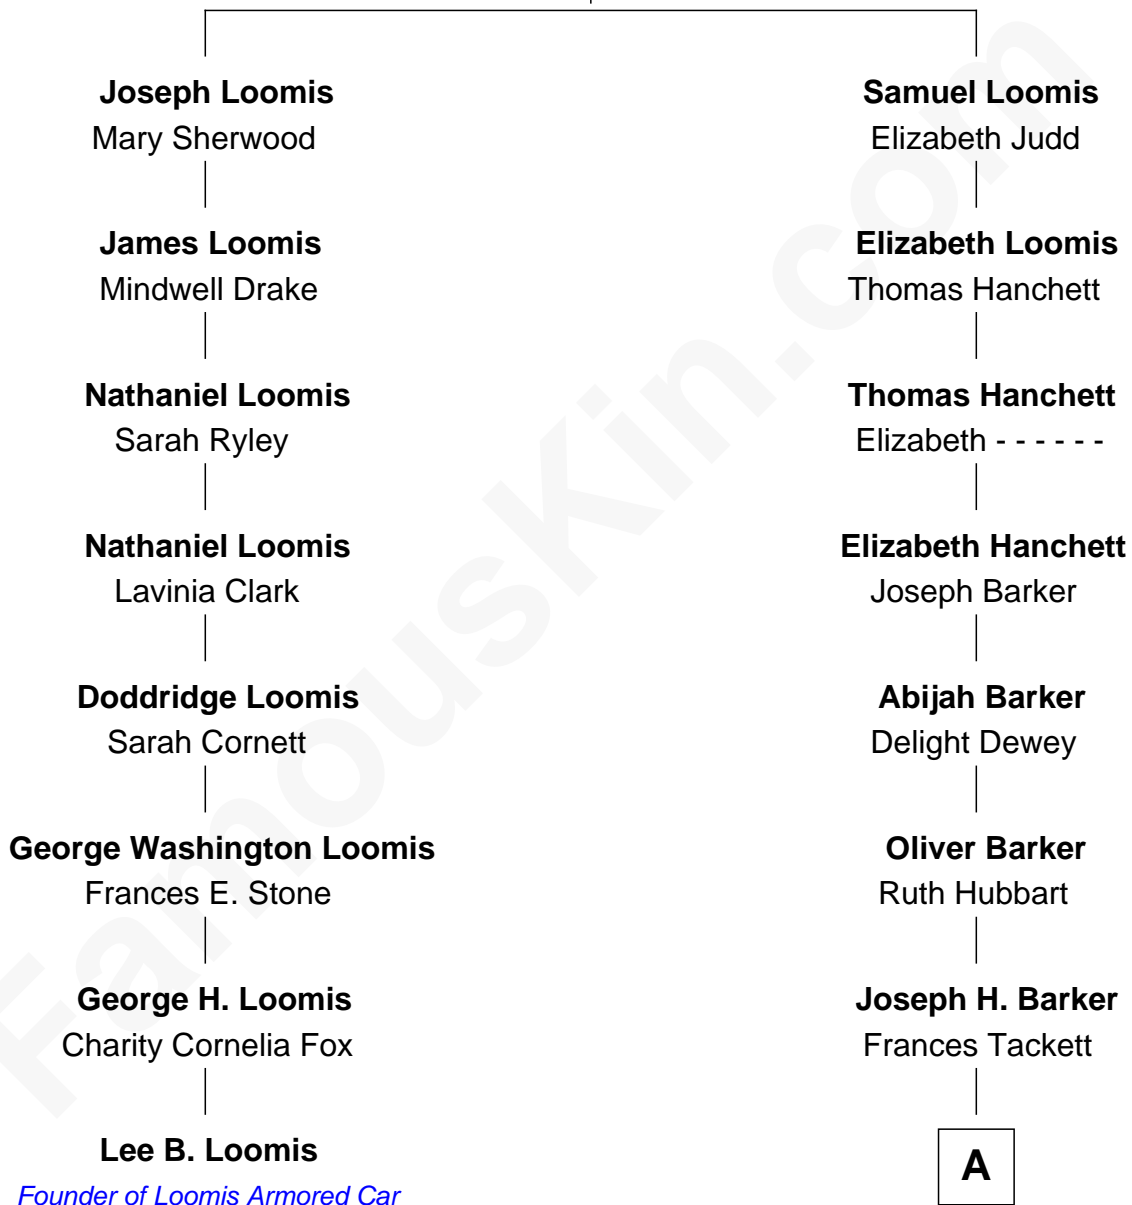 Joseph Loomis
Mary Sherwood
James Loomis
Mindwell Drake
Nathaniel Loomis
Sarah Ryley
Nathaniel Loomis
Lavinia Clark
Doddridge Loomis
Sarah Cornett
George Washington Loomis
Frances E. Stone
George H. Loomis
Charity Cornelia Fox
Lee B. Loomis
Founder of Loomis Armored Car
Samuel Loomis
Elizabeth Judd
Elizabeth Loomis
Thomas Hanchett
Thomas Hanchett
Elizabeth - - - - - -
Elizabeth Hanchett
Joseph Barker
Abijah Barker
Delight Dewey
Oliver Barker
Ruth Hubbart
Joseph H. Barker
Frances Tackett
A
FamousKin.com